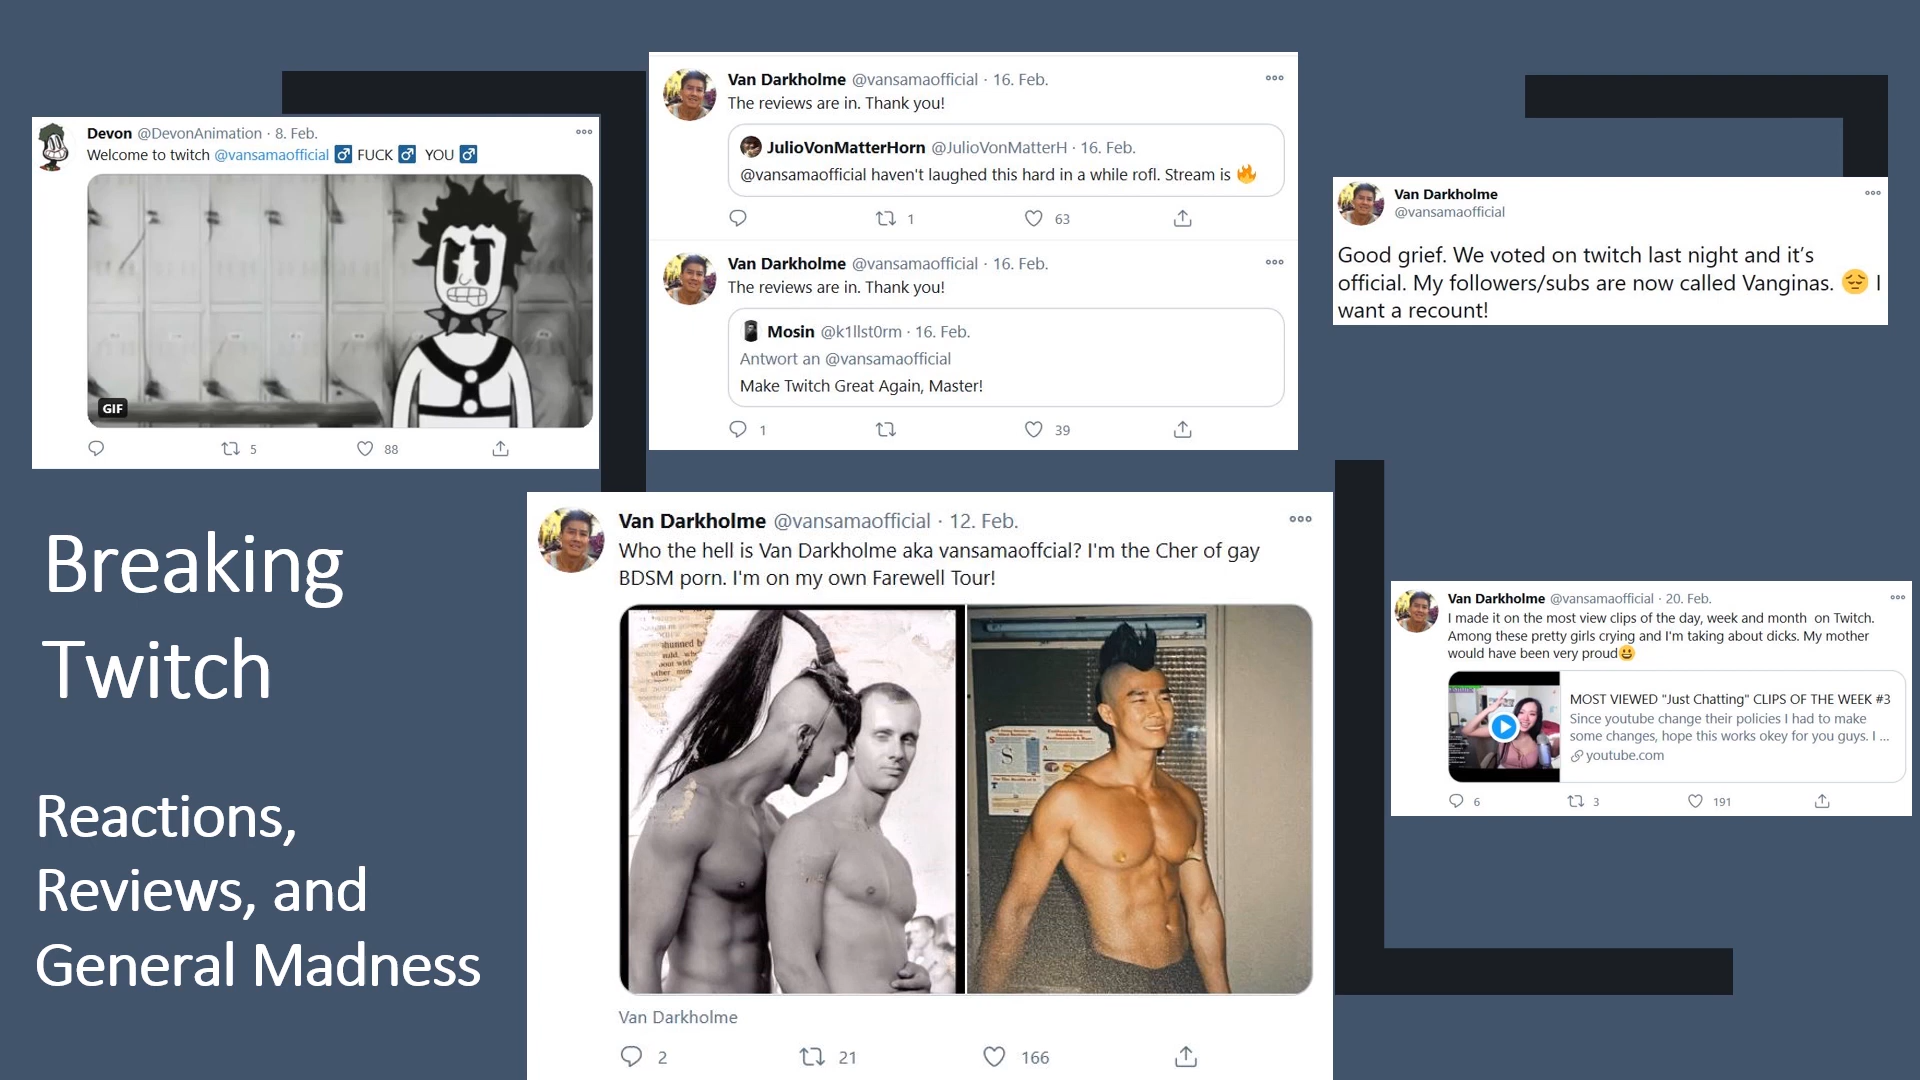 Devon @DevonAnimation · 8. Feb.
Welcome to twitch @vansamaofficial ♂ FUCK ♂ YOU ♂
GIF
5
88
Van Darkholme @vansamaofficial · 16. Feb.
The reviews are in. Thank you!
JulioVonMatterHorn @JulioVonMatterH · 16. Feb.
@vansamaofficial haven't laughed this hard in a while rofl. Stream is 🔥
1
63
Van Darkholme @vansamaofficial · 16. Feb.
The reviews are in. Thank you!
Mosin @k1llst0rm · 16. Feb.
Antwort an @vansamaofficial
Make Twitch Great Again, Master!
1
39
Van Darkholme
@vansamaofficial
Good grief. We voted on twitch last night and it's
official. My followers/subs are now called Vanginas. 😔 I
want a recount!
Breaking
Twitch
Reactions,
Reviews, and
General Madness
Van Darkholme @vansamaofficial · 12. Feb.
Who the hell is Van Darkholme aka vansamaoffcial? I'm the Cher of gay
BDSM porn. I'm on my own Farewell Tour!
Van Darkholme
2
21
166
Van Darkholme @vansamaofficial · 20. Feb.
I made it on the most view clips of the day, week and month on Twitch.
Among these pretty girls crying and I'm taking about dicks. My mother
would have been very proud😃
MOST VIEWED "Just Chatting" CLIPS OF THE WEEK #3
Since youtube change their policies I had to make
some changes, hope this works okey for you guys. I ...
youtube.com
6
3
191